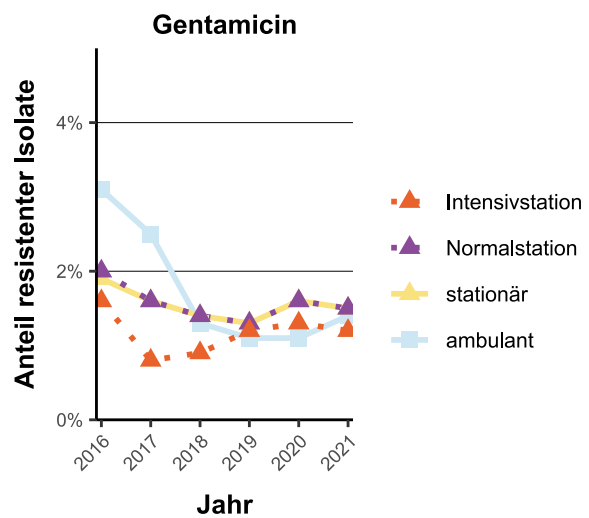 Gentamicin
Anteil resistenter Isolate
4%
2%
0%
2016
2017
2018
2019
2020
2021
Jahr
Intensivstation
Normalstation
stationär
ambulant